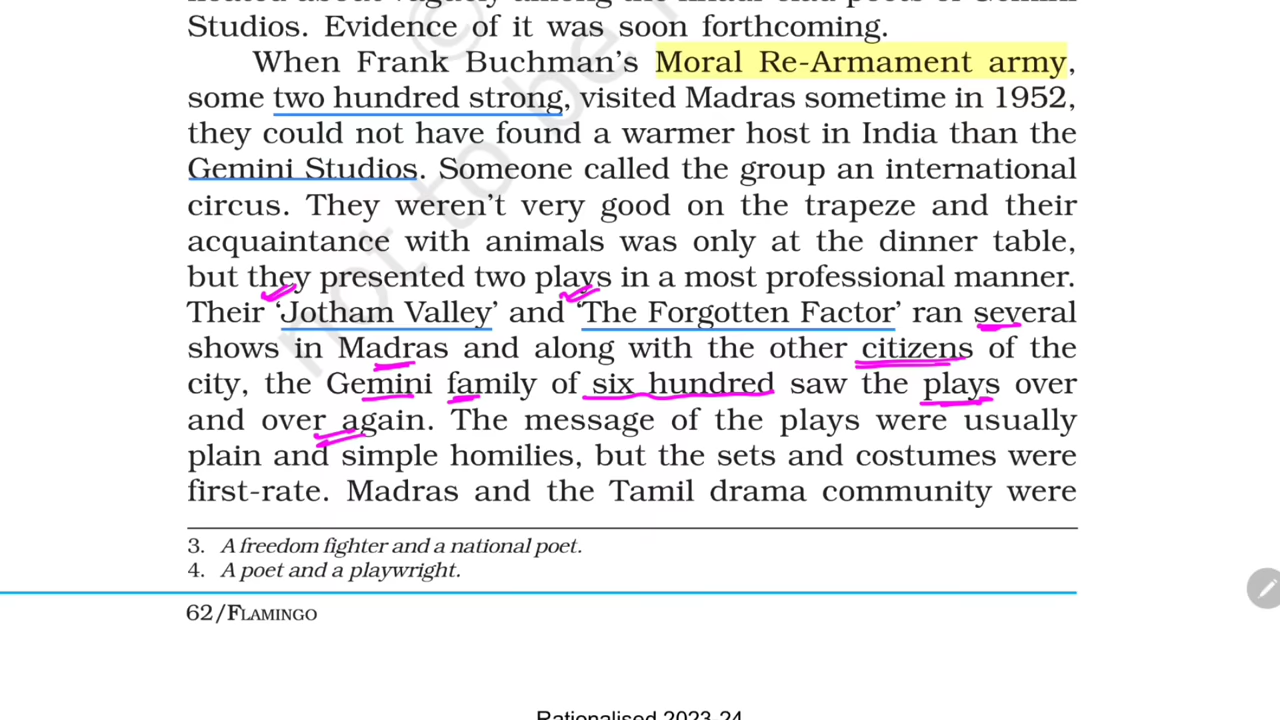 Studios. Evidence of it was soon forthcoming.
When Frank Buchman's Moral Re-Armament army,
some two hundred strong, visited Madras sometime in 1952,
they could not have found a warmer host in India than the
Gemini Studios. Someone called the group an international
circus. They weren't very good on the trapeze and their
acquaintance with animals was only at the dinner table,
but they presented two plays in a most professional manner.
Their 'Jotham Valley' and 'The Forgotten Factor' ran several
shows in Madras and along with the other citizens of the
city, the Gemini family of six hundred saw the plays over
and over again. The message of the plays were usually
plain and simple homilies, but the sets and costumes were
first-rate. Madras and the Tamil drama community were
3. A freedom fighter and a national poet.
4. A poet and a playwright.
62/FLAMINGO
Rationalised 2023-24
not to be